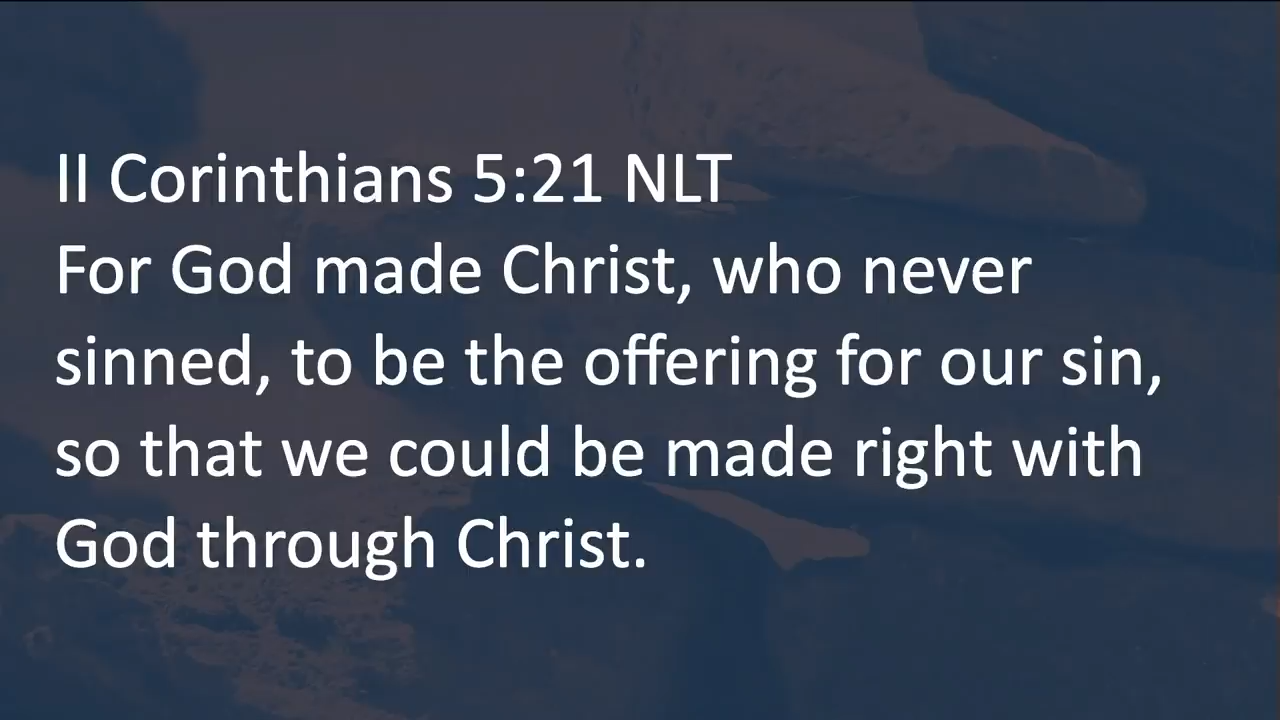 II Corinthians 5:21 NLT
For God made Christ, who never
sinned, to be the offering for our sin,
so that we could be made right with
God through Christ.